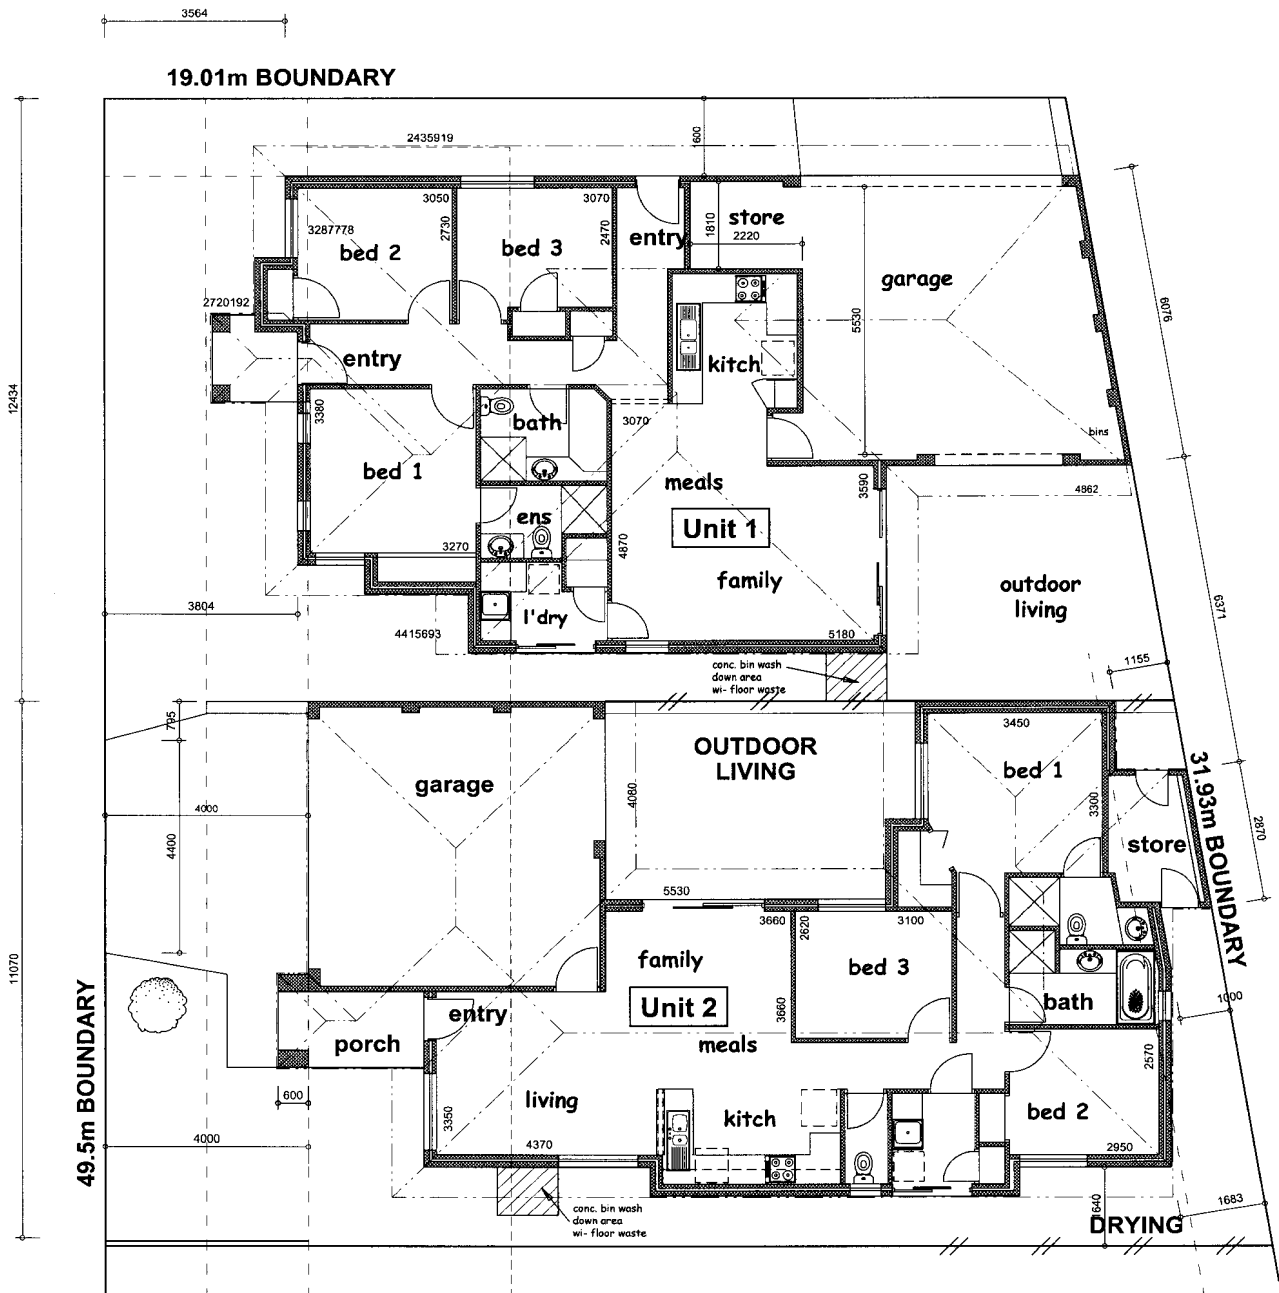 3564
19.01m BOUNDARY
2435919
600
3050
3070
3287778
bed 2
2730
bed 3
2470
entry
1810
store
2220
garage
5530
6076
2720192
entry
kitch
12434
3380
bath
3070
bins
bed 1
meals
3590
4862
ens
Unit 1
3270
4870
family
outdoor
living
3804
l'dry
4415693
5180
6371
conc. bin wash
down area
wi- floor waste
1155
795
OUTDOOR
LIVING
3450
bed 1
garage
4080
3300
31.93m BOUNDARY
2870
4000
4400
store
5530
3660
2620
3100
family
bed 3
11070
Unit 2
3660
bath
1000
entry
porch
meals
2570
49.5m BOUNDARY
600
living
3350
kitch
bed 2
4000
4370
2950
conc. bin wash
down area
wi- floor waste
1640
1683
DRYING